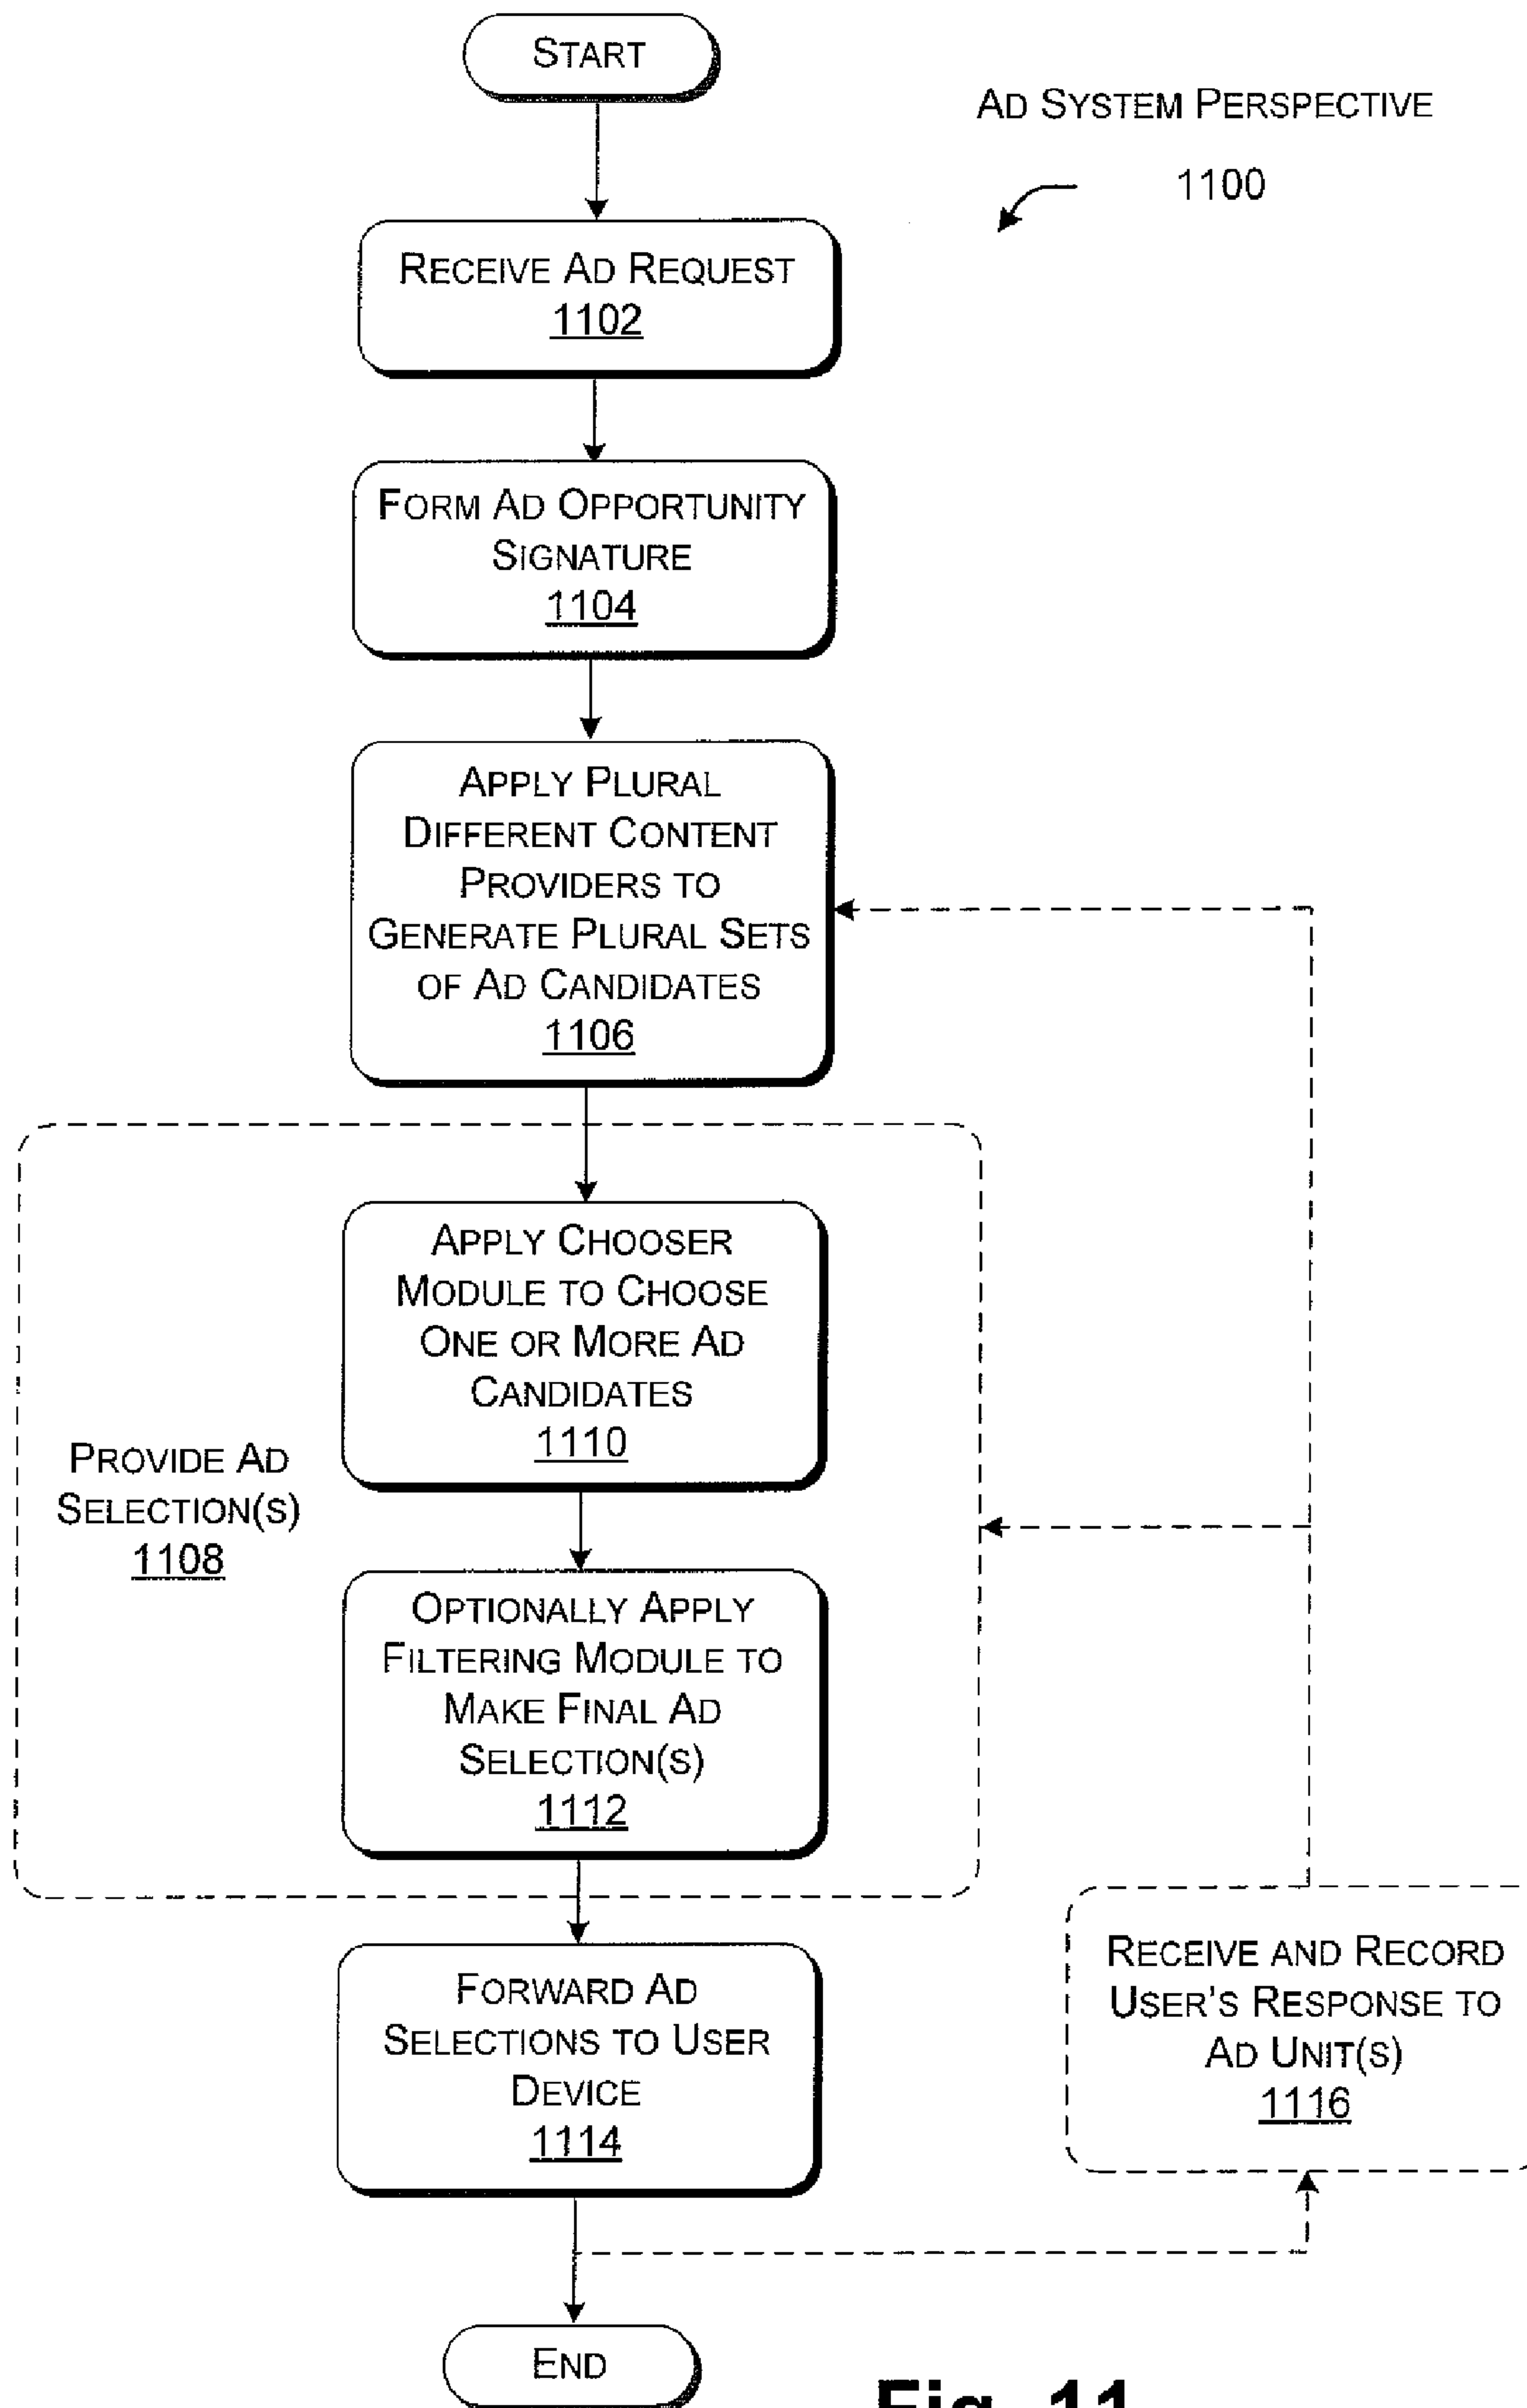 START
AD SYSTEM PERSPECTIVE
1100
RECEIVE AD REQUEST
1102
FORM AD OPPORTUNITY
SIGNATURE
1104
APPLY PLURAL
DIFFERENT CONTENT
PROVIDERS TO
GENERATE PLURAL SETS
OF AD CANDIDATES
1106
APPLY CHOOSER
MODULE TO CHOOSE
ONE OR MORE AD
CANDIDATES
1110
PROVIDE AD
SELECTION(S)
1108
OPTIONALLY APPLY
FILTERING MODULE TO
MAKE FINAL AD
SELECTION(S)
1112
FORWARD AD
SELECTIONS TO USER
DEVICE
1114
RECEIVE AND RECORD
USER'S RESPONSE TO
AD UNIT(S)
1116
END
Fig. 11